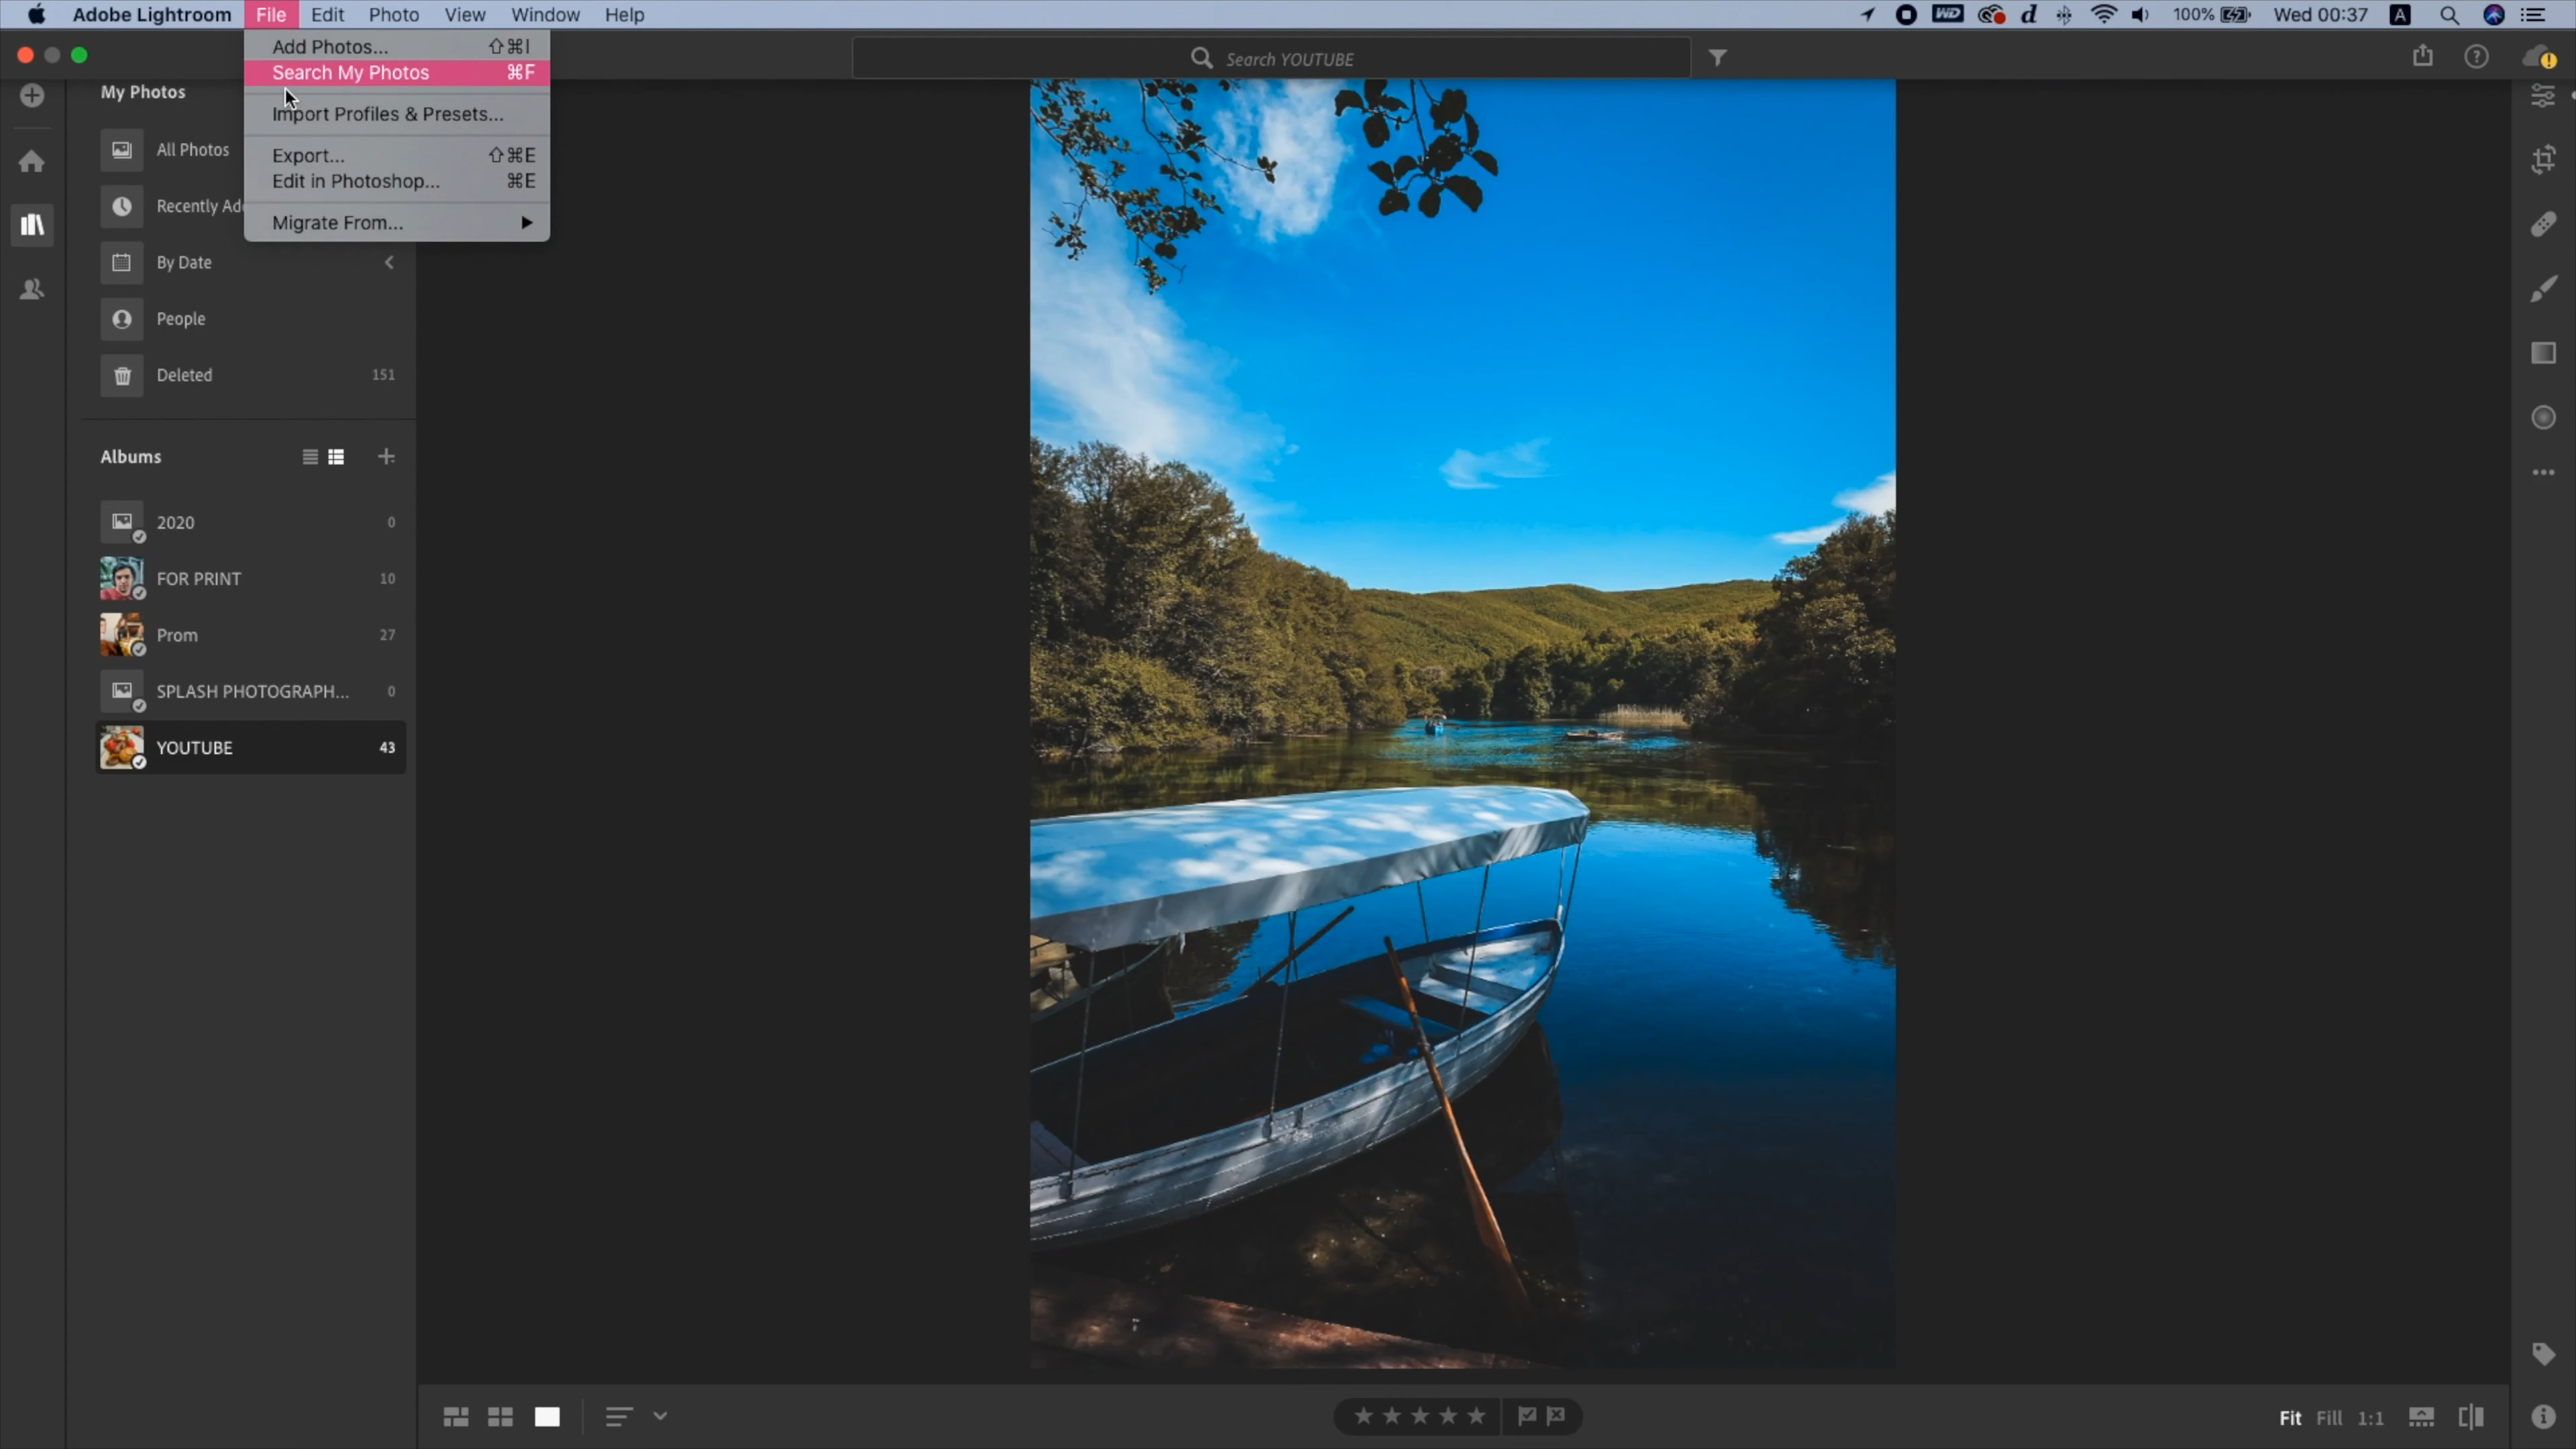 Adobe Lightroom File Edit Photo View Window Help WD d 100% Wed 00:37 A
Add Photos... ⇧⌘I
Search My Photos ⌘F
Import Profiles & Presets...
Export... ⇧⌘E
Edit in Photoshop... ⌘E
Migrate From...
Search YOUTUBE
My Photos
All Photos
Recently Ad
By Date
People
Deleted 151
Albums
2020 0
FOR PRINT 10
Prom 27
SPLASH PHOTOGRAPH... 0
YOUTUBE 43
Fit Fill 1:1